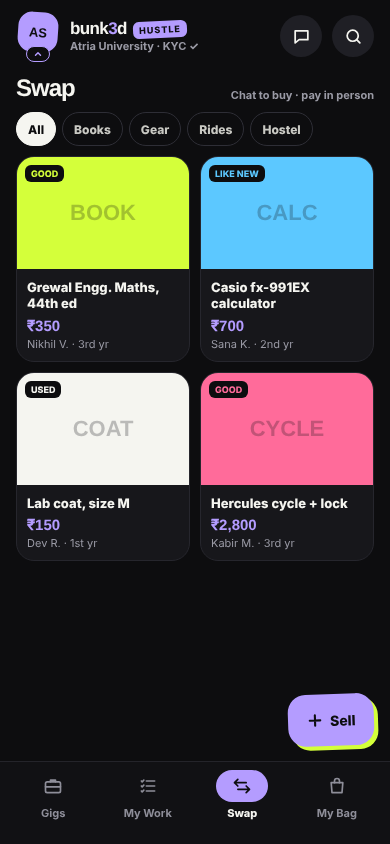 AS
bunk3d HUSTLE
Atria University · KYC ✓
Swap
Chat to buy · pay in person
All Books Gear Rides Hostel
GOOD
BOOK
Grewal Engg. Maths,
44th ed
₹350
Nikhil V. · 3rd yr
LIKE NEW
CALC
Casio fx-991EX
calculator
₹700
Sana K. · 2nd yr
USED
COAT
Lab coat, size M
₹150
Dev R. · 1st yr
GOOD
CYCLE
Hercules cycle + lock
₹2,800
Kabir M. · 3rd yr
+ Sell
Gigs My Work Swap My Bag